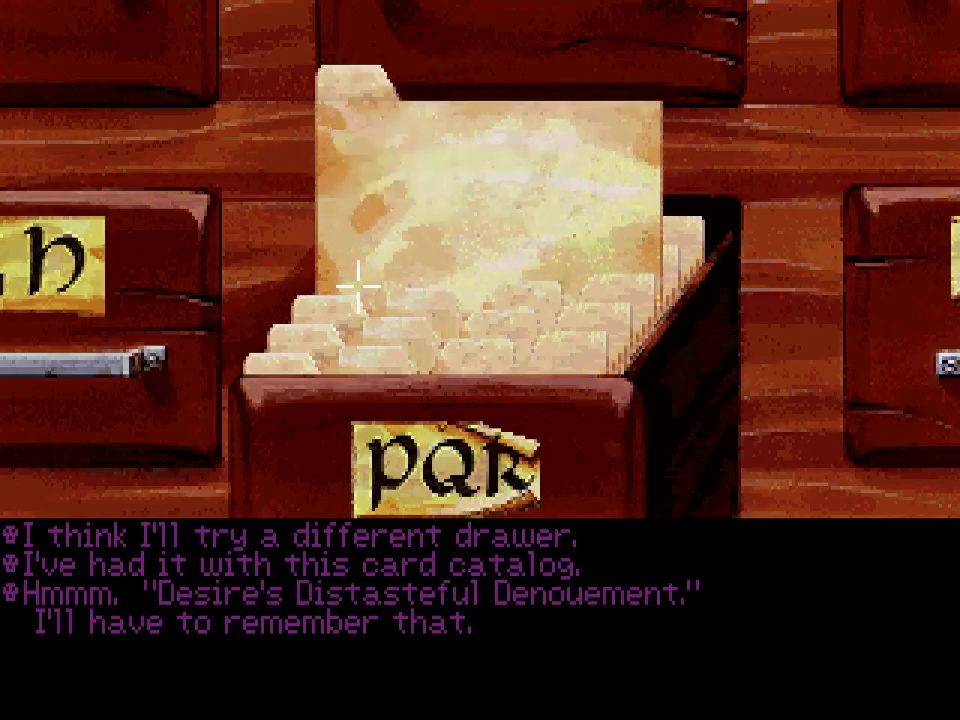 h
PQR
I think I'll try a different drawer.
I've had it with this card catalog.
Hmmm. "Desire's Distasteful Denouement."
I'll have to remember that.